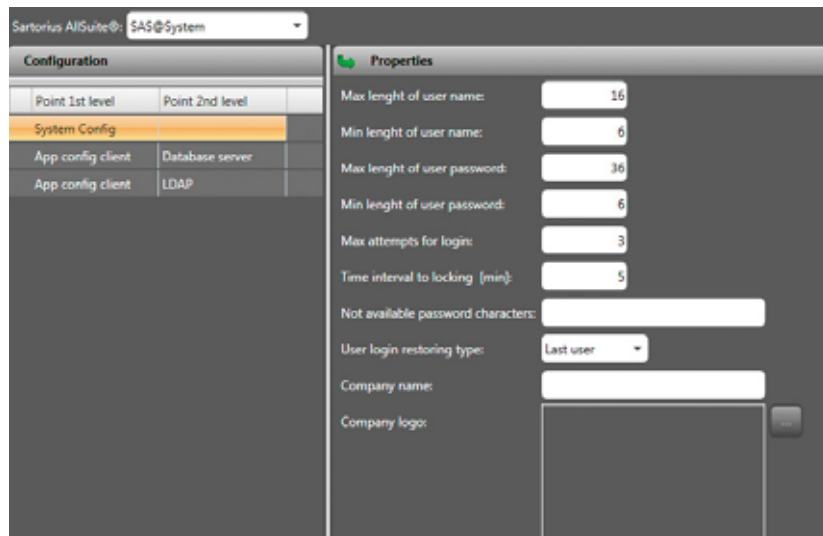 Sartorius AllSuite®: SAS@System
Configuration
Point 1st level Point 2nd level
System Config
App config client Database server
App config client LDAP
Properties
Max lenght of user name: 16
Min lenght of user name: 6
Max lenght of user password: 36
Min lenght of user password: 6
Max attempts for login: 3
Time interval to locking (min): 5
Not available password characters:
User login restoring type: Last user
Company name:
Company logo:
...